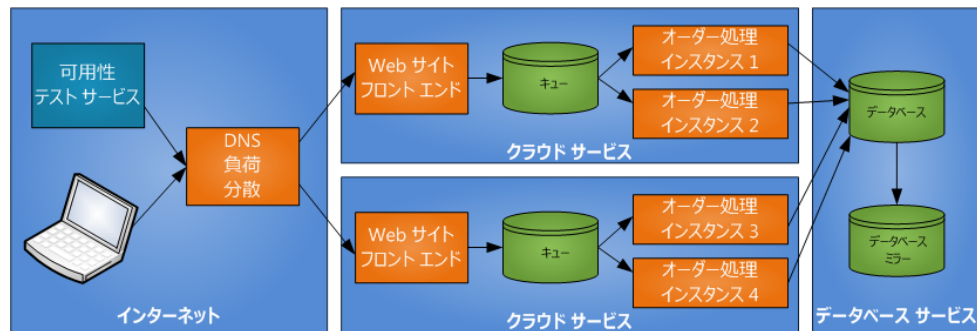 可用性
テスト サービス
DNS
負荷
分散
インターネット
Web サイト
フロント エンド
キュー
オーダー処理
インスタンス 1
オーダー処理
インスタンス 2
クラウド サービス
Web サイト
フロント エンド
キュー
オーダー処理
インスタンス 3
オーダー処理
インスタンス 4
クラウド サービス
データベース
データベース
ミラー
データベース サービス